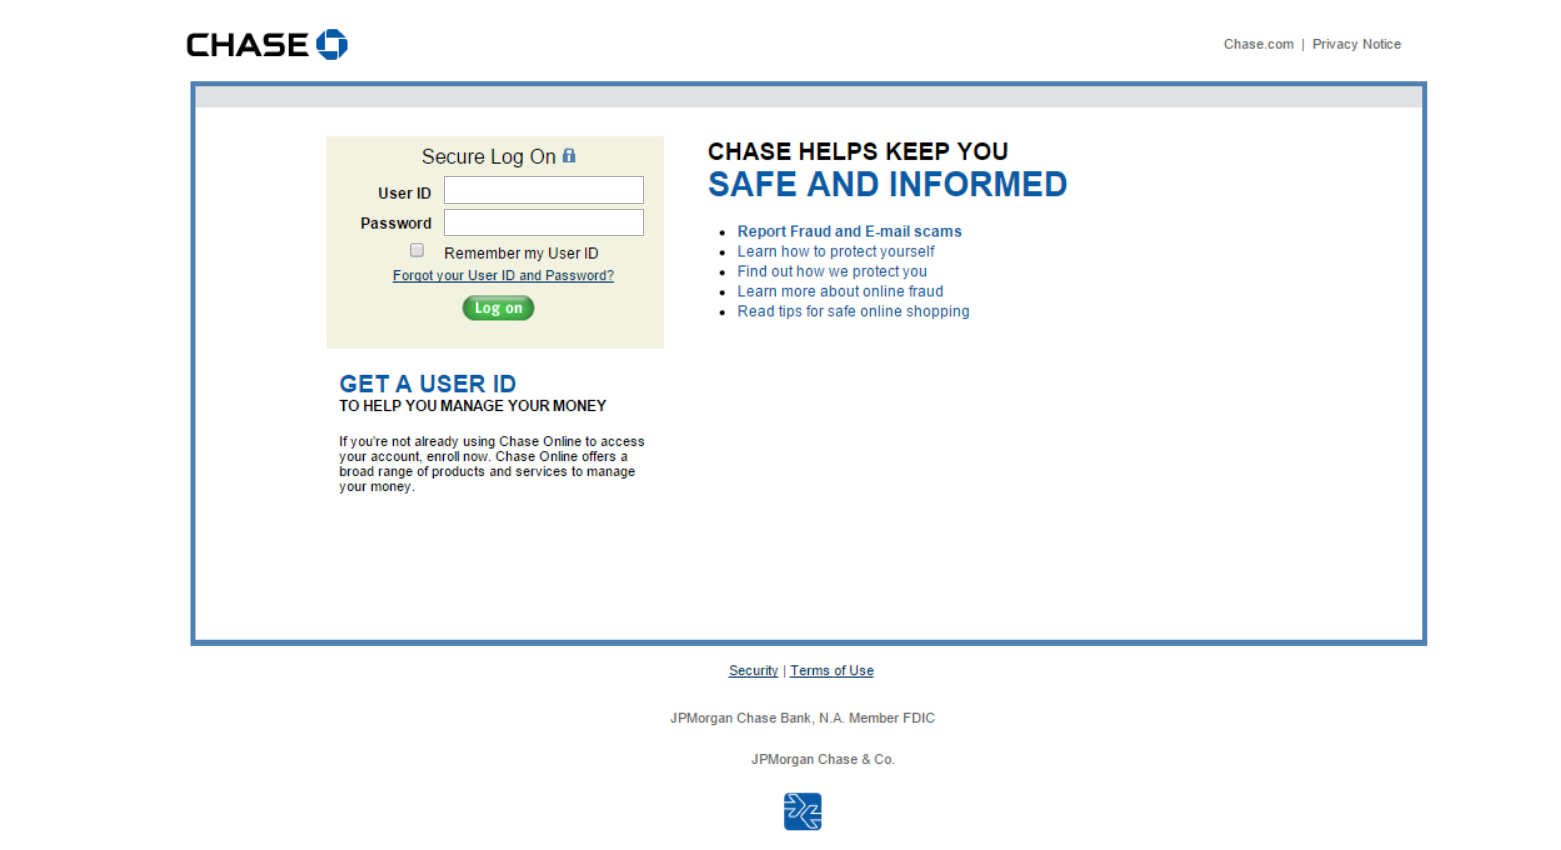 CHASE
Chase.com | Privacy Notice
Secure Log On
User ID
Password
Remember my User ID
Forgot your User ID and Password?
Log on
CHASE HELPS KEEP YOU
SAFE AND INFORMED
Report Fraud and E-mail scams
Learn how to protect yourself
Find out how we protect you
Learn more about online fraud
Read tips for safe online shopping
GET A USER ID
TO HELP YOU MANAGE YOUR MONEY
If you're not already using Chase Online to access
your account, enroll now. Chase Online offers a
broad range of products and services to manage
your money.
Security | Terms of Use
JPMorgan Chase Bank, N.A. Member FDIC
JPMorgan Chase & Co.